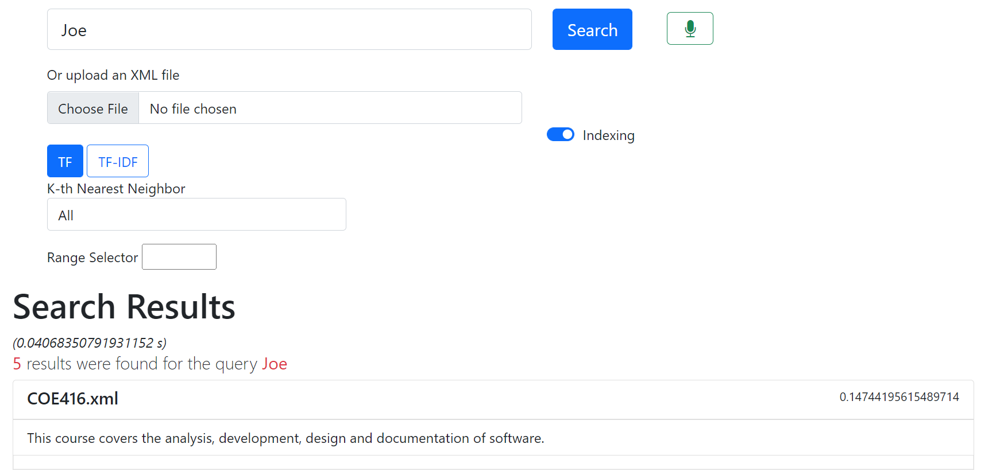 Joe
Search
Or upload an XML file
Choose File No file chosen
Indexing
TF TF-IDF
K-th Nearest Neighbor
All
Range Selector
Search Results
(0.04068350791931152 s)
5 results were found for the query Joe
COE416.xml 0.14744195615489714
This course covers the analysis, development, design and documentation of software.